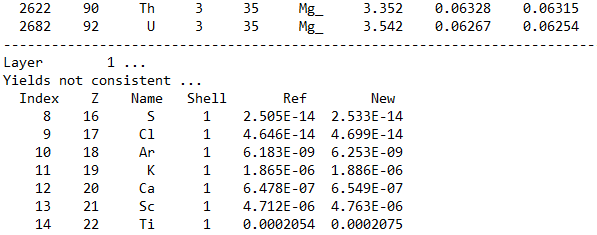 2622 90 Th 3 35 Mg_ 3.352 0.06328 0.06315
2682 92 U 3 35 Mg_ 3.542 0.06267 0.06254
--------------------------------------------------------------------------
Layer 1 ...
Yields not consistent ...
Index Z Name Shell Ref New
8 16 S 1 2.505E-14 2.533E-14
9 17 Cl 1 4.646E-14 4.699E-14
10 18 Ar 1 6.183E-09 6.253E-09
11 19 K 1 1.865E-06 1.886E-06
12 20 Ca 1 6.478E-07 6.549E-07
13 21 Sc 1 4.712E-06 4.763E-06
14 22 Ti 1 0.0002054 0.0002075